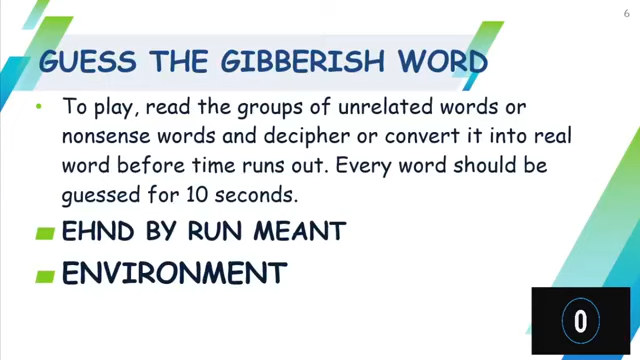 6
GUESS THE GIBBERISH WORD
• To play, read the groups of unrelated words or
nonsense words and decipher or convert it into real
word before time runs out. Every word should be
guessed for 10 seconds.
EHND BY RUN MEANT
ENVIRONMENT
0